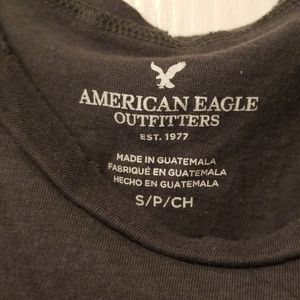 AMERICAN EAGLE
OUTFITTERS
EST. 1977
MADE IN GUATEMALA
FABRIQUÉ EN GUATEMALA
HECHO EN GUATEMALA
S/P/CH